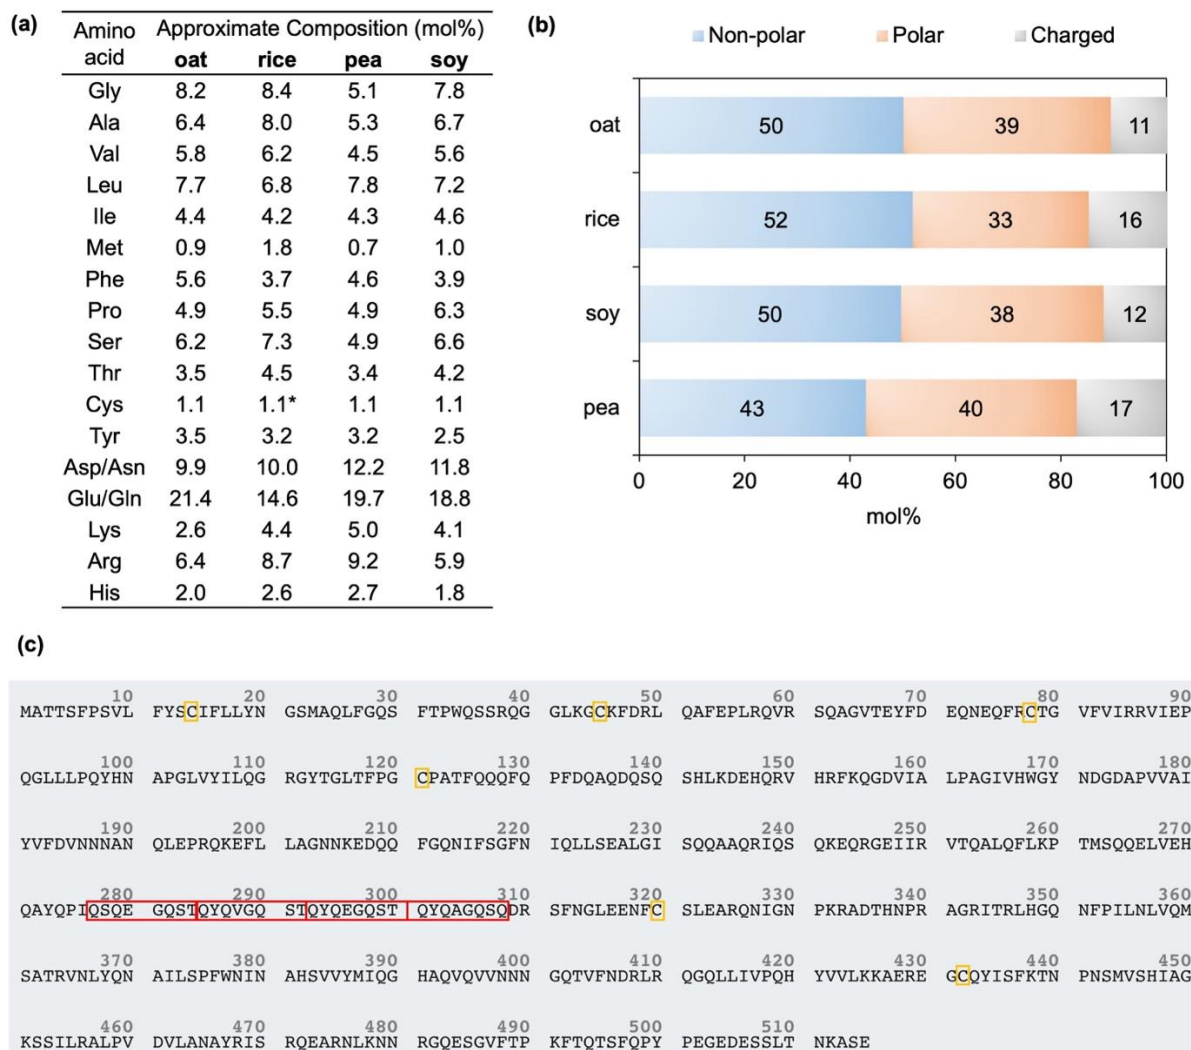 (a)
Amino acid Approximate Composition (mol%)
oat rice pea soy
Gly 8.2 8.4 5.1 7.8
Ala 6.4 8.0 5.3 6.7
Val 5.8 6.2 4.5 5.6
Leu 7.7 6.8 7.8 7.2
Ile 4.4 4.2 4.3 4.6
Met 0.9 1.8 0.7 1.0
Phe 5.6 3.7 4.6 3.9
Pro 4.9 5.5 4.9 6.3
Ser 6.2 7.3 4.9 6.6
Thr 3.5 4.5 3.4 4.2
Cys 1.1 1.1* 1.1 1.1
Tyr 3.5 3.2 3.2 2.5
Asp/Asn 9.9 10.0 12.2 11.8
Glu/Gln 21.4 14.6 19.7 18.8
Lys 2.6 4.4 5.0 4.1
Arg 6.4 8.7 9.2 5.9
His 2.0 2.6 2.7 1.8
(b)
Non-polar Polar Charged
oat 50 39 11
rice 52 33 16
soy 50 38 12
pea 43 40 17
0 20 40 60 80 100
mol%
(c)
10 20 30 40 50 60 70 80 90
MATTSFPSVL FYSCIFLLYN GSMAQLFGQS FTPWQSSRQG GLKGCKFDRL QAFEPLRQVR SQAGVTEYFD EQNEQFRCTG VFVIRRVIEP
100 110 120 130 140 150 160 170 180
QGLLLPQYHN APGLVYILQG RGYTGLTFPG CPATFQQQFQ PFDQAQDQSQ SHLKDEHQRV HRFKQGDVIA LPAGIVHWGY NDGDAPVVAI
190 200 210 220 230 240 250 260 270
YVFDVNNNAN QLEPRQKEFL LAGNNKEDQQ FGQNIFSGFN IQLLSEALGI SQQAAQRIQS QKEQRGEIIR VTQALQFLKP TMSQQELVEH
280 290 300 310 320 330 340 350 360
QAYQPIQSQE GQSTQYQVGQ STQYQEGQST QYQAGQSQDR SFNGLEENFC SLEARQNIGN PKRADTHNPR AGRITRLHGQ NFPILNLVQM
370 380 390 400 410 420 430 440 450
SATRVNLYQN AILSPFWNIN AHSVVYMIQG HAQVQVVNNN GQTVFNDRLR QGQLLIVPQH YVVLKKAERE GCQYISFKTN PNSMVSHIAG
460 470 480 490 500 510
KSSILRALPV DVLANAYRIS RQEARNLKNN RGQESGVFTP KFTQTSFQPY PEGEDESSLT NKASE